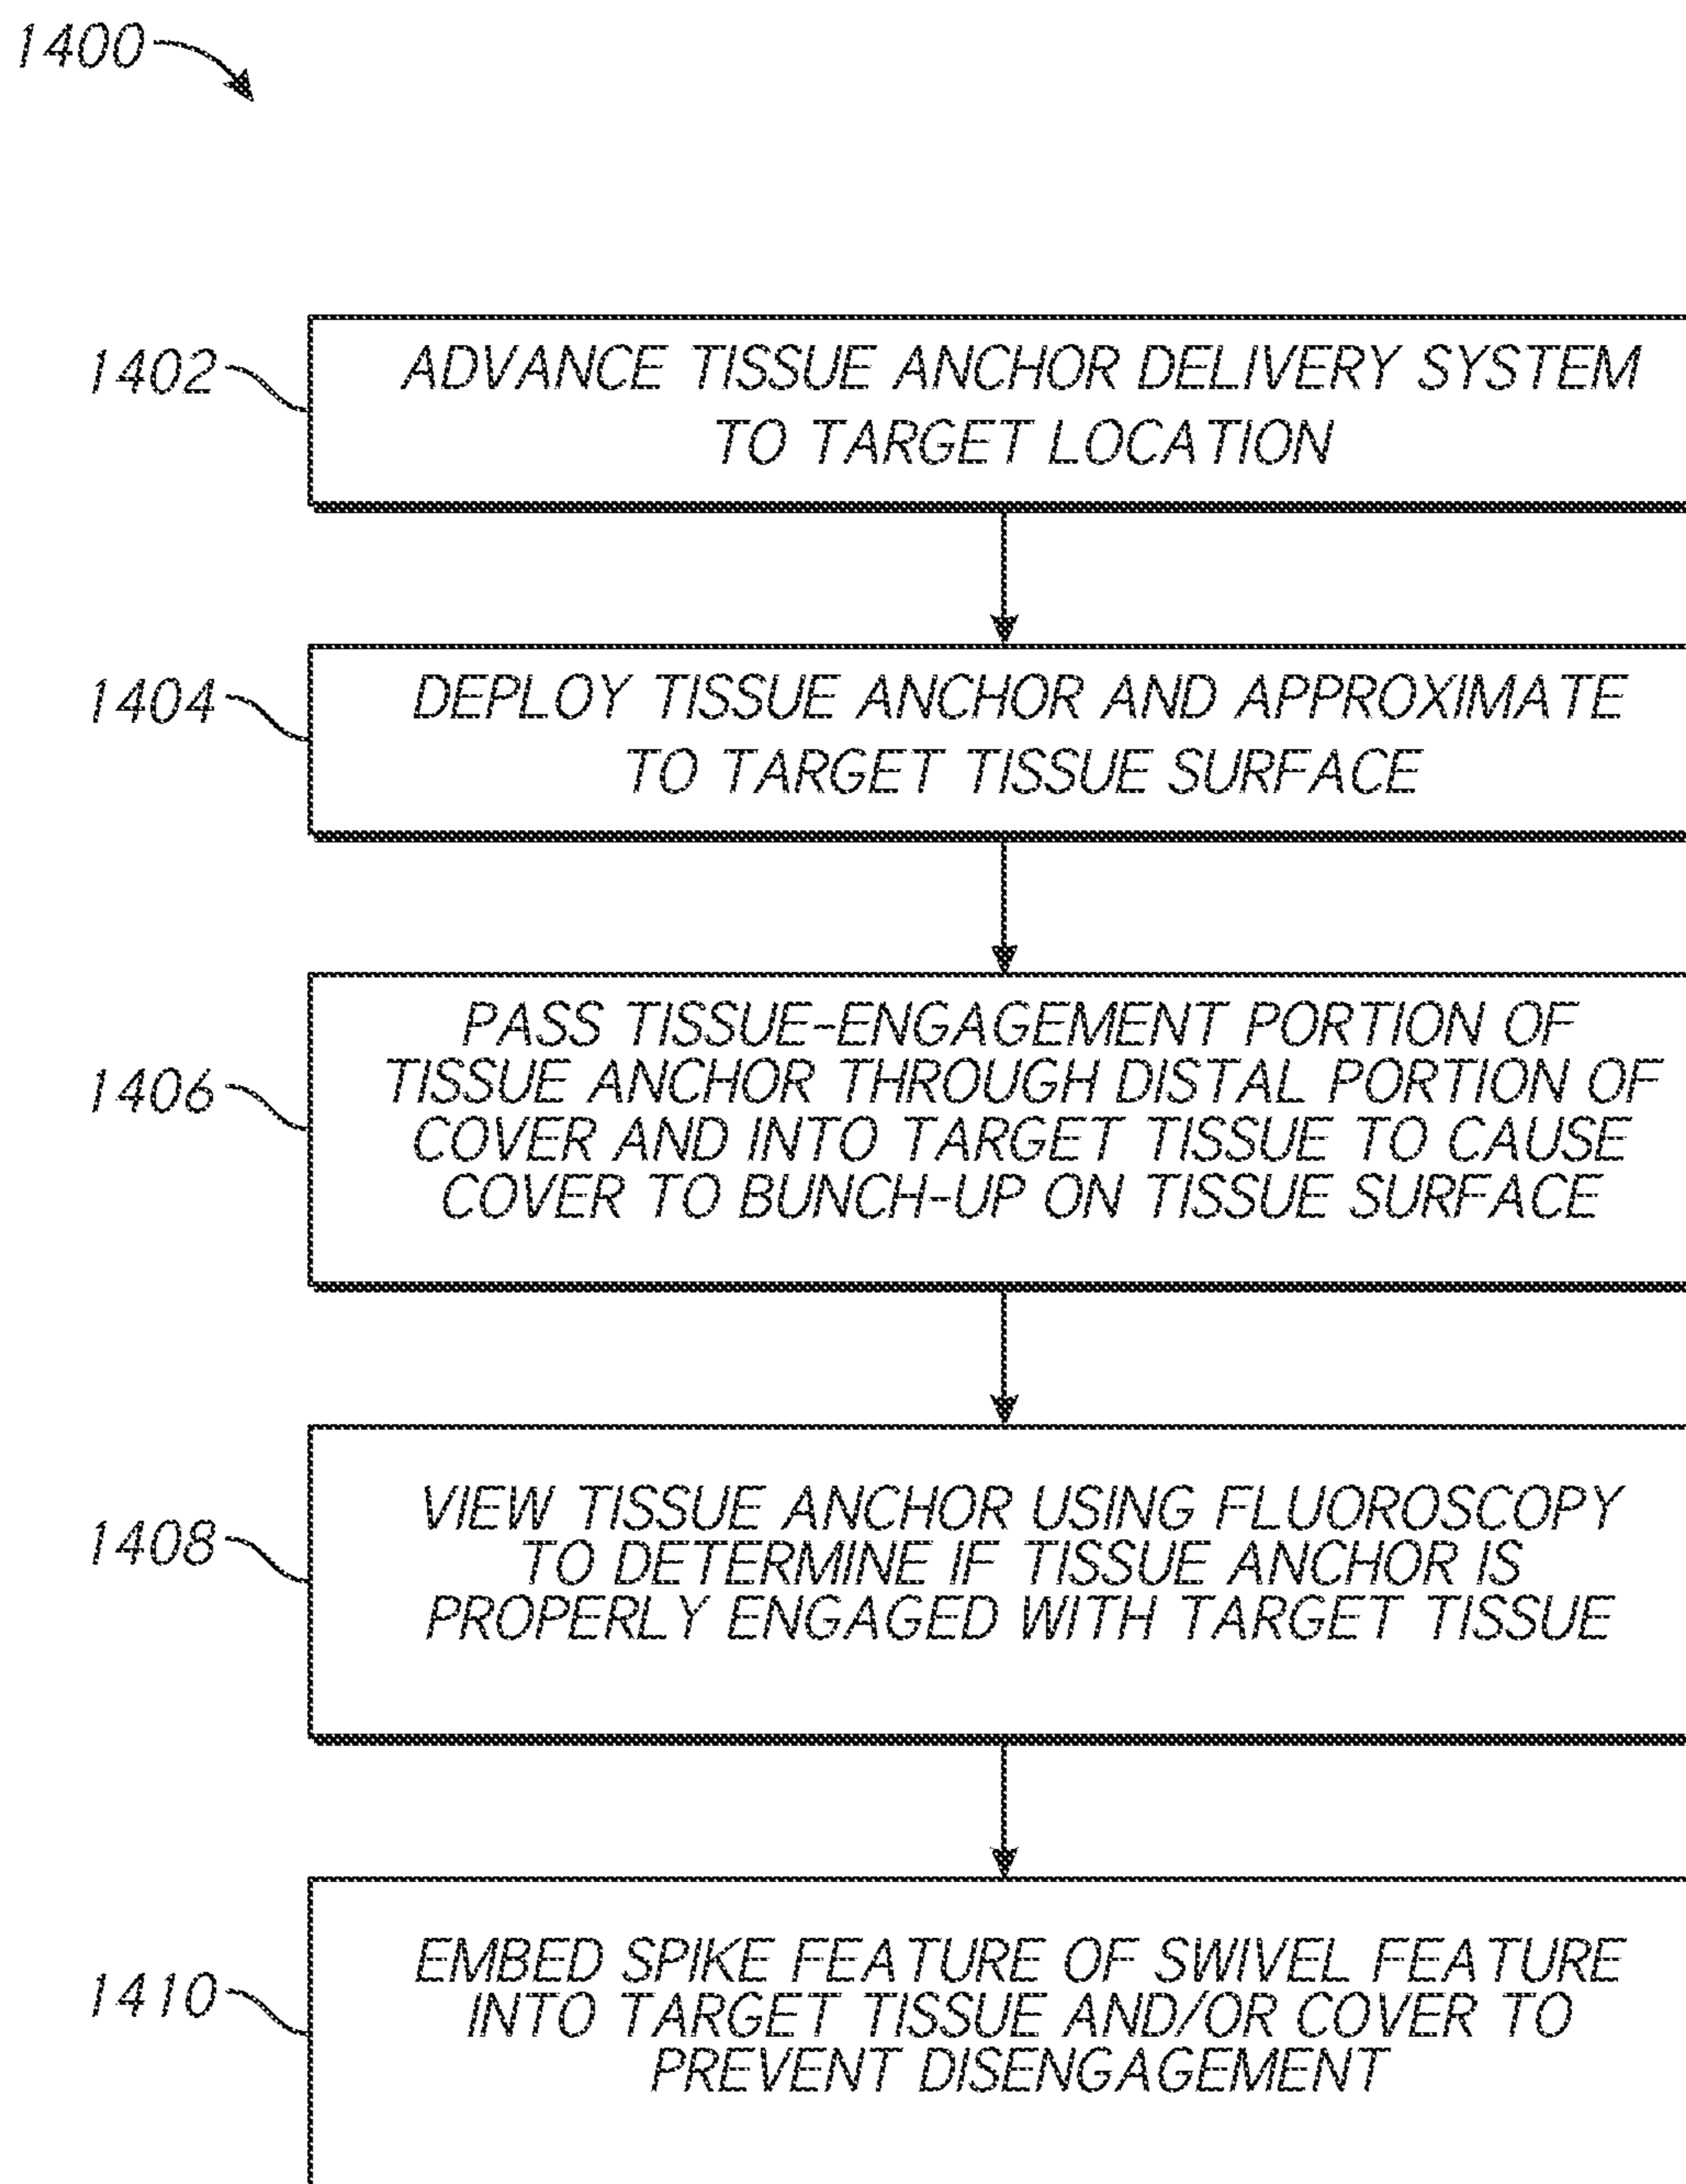 1400
1402
ADVANCE TISSUE ANCHOR DELIVERY SYSTEM
TO TARGET LOCATION
1404
DEPLOY TISSUE ANCHOR AND APPROXIMATE
TO TARGET TISSUE SURFACE
1406
PASS TISSUE-ENGAGEMENT PORTION OF
TISSUE ANCHOR THROUGH DISTAL PORTION OF
COVER AND INTO TARGET TISSUE TO CAUSE
COVER TO BUNCH-UP ON TISSUE SURFACE
1408
VIEW TISSUE ANCHOR USING FLUOROSCOPY
TO DETERMINE IF TISSUE ANCHOR IS
PROPERLY ENGAGED WITH TARGET TISSUE
1410
EMBED SPIKE FEATURE OF SWIVEL FEATURE
INTO TARGET TISSUE AND/OR COVER TO
PREVENT DISENGAGEMENT